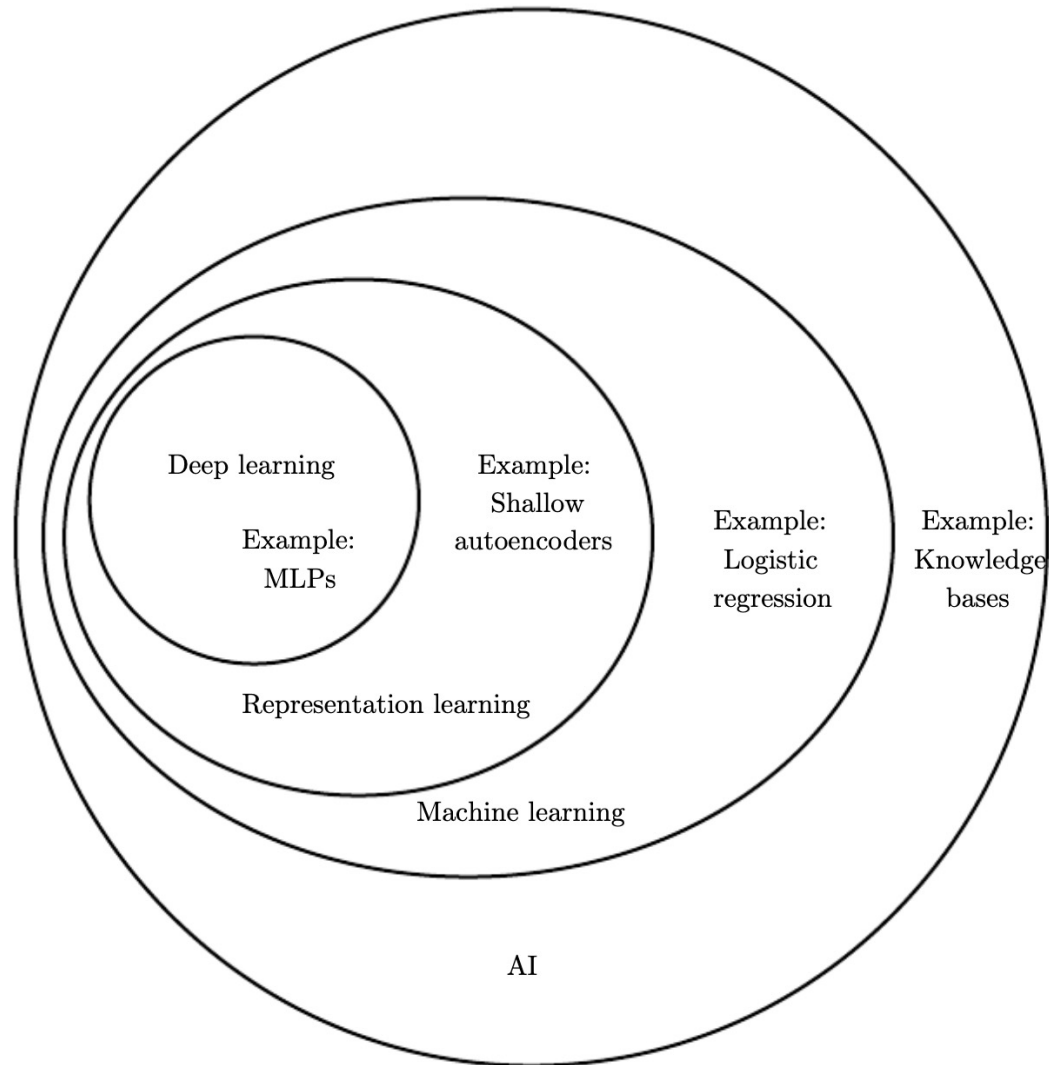 Deep learning
Example:
MLPs
Example:
Shallow
autoencoders
Example:
Logistic
regression
Example:
Knowledge
bases
Representation learning
Machine learning
AI